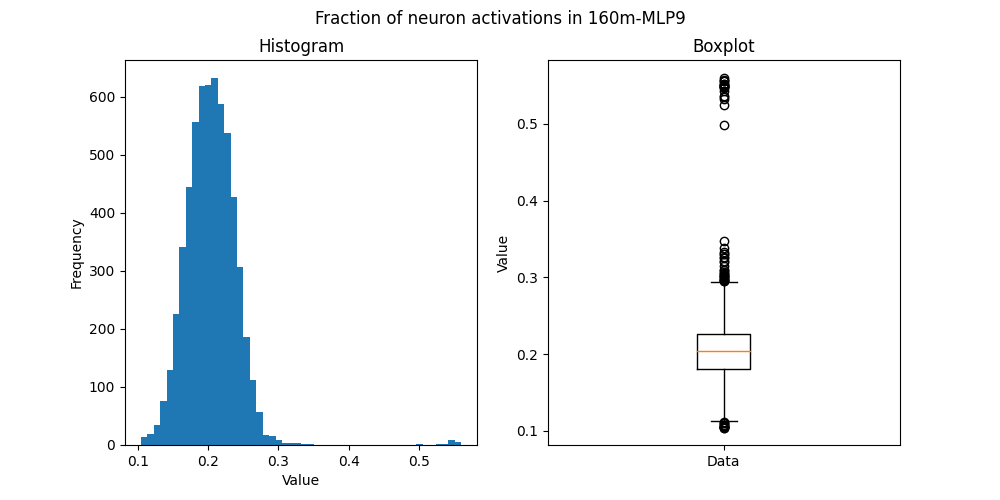 Fraction of neuron activations in 160m-MLP9
Histogram
Boxplot
600
500
400
300
200
100
0
Frequency
0.1 0.2 0.3 0.4 0.5
Value
0.5
0.4
0.3
0.2
0.1
Value
Data